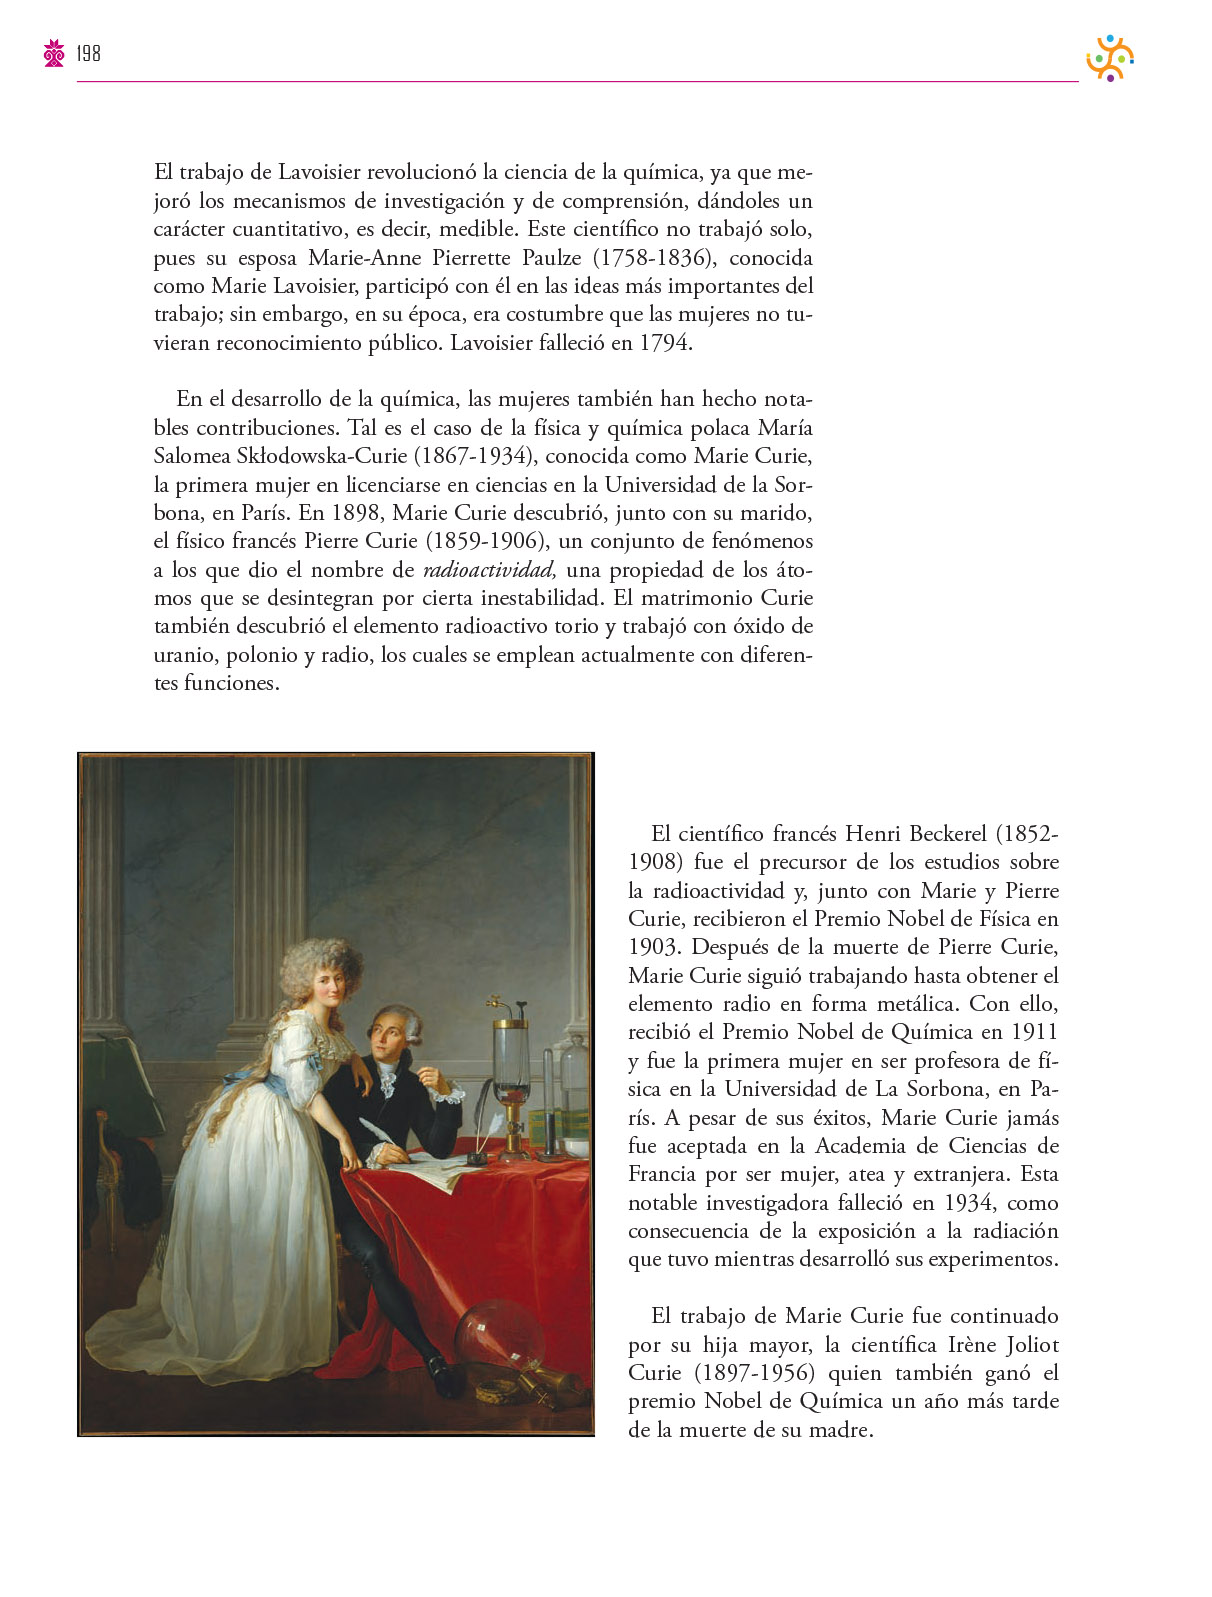 198
El trabajo de Lavoisier revolucionó la ciencia de la química, ya que me-
joró los mecanismos de investigación y de comprensión, dándoles un
carácter cuantitativo, es decir, medible. Este científico no trabajó solo,
pues su esposa Marie-Anne Pierrette Paulze (1758-1836), conocida
como Marie Lavoisier, participó con él en las ideas más importantes del
trabajo; sin embargo, en su época, era costumbre que las mujeres no tu-
vieran reconocimiento público. Lavoisier falleció en 1794.
En el desarrollo de la química, las mujeres también han hecho nota-
bles contribuciones. Tal es el caso de la física y química polaca María
Salomea Skłodowska-Curie (1867-1934), conocida como Marie Curie,
la primera mujer en licenciarse en ciencias en la Universidad de la Sor-
bona, en París. En 1898, Marie Curie descubrió, junto con su marido,
el físico francés Pierre Curie (1859-1906), un conjunto de fenómenos
a los que dio el nombre de radioactividad, una propiedad de los áto-
mos que se desintegran por cierta inestabilidad. El matrimonio Curie
también descubrió el elemento radioactivo torio y trabajó con óxido de
uranio, polonio y radio, los cuales se emplean actualmente con diferen-
tes funciones.
El científico francés Henri Beckerel (1852-
1908) fue el precursor de los estudios sobre
la radioactividad y, junto con Marie y Pierre
Curie, recibieron el Premio Nobel de Física en
1903. Después de la muerte de Pierre Curie,
Marie Curie siguió trabajando hasta obtener el
elemento radio en forma metálica. Con ello,
recibió el Premio Nobel de Química en 1911
y fue la primera mujer en ser profesora de fí-
sica en la Universidad de La Sorbona, en Pa-
rís. A pesar de sus éxitos, Marie Curie jamás
fue aceptada en la Academia de Ciencias de
Francia por ser mujer, atea y extranjera. Esta
notable investigadora falleció en 1934, como
consecuencia de la exposición a la radiación
que tuvo mientras desarrolló sus experimentos.
El trabajo de Marie Curie fue continuado
por su hija mayor, la científica Irène Joliot
Curie (1897-1956) quien también ganó el
premio Nobel de Química un año más tarde
de la muerte de su madre.